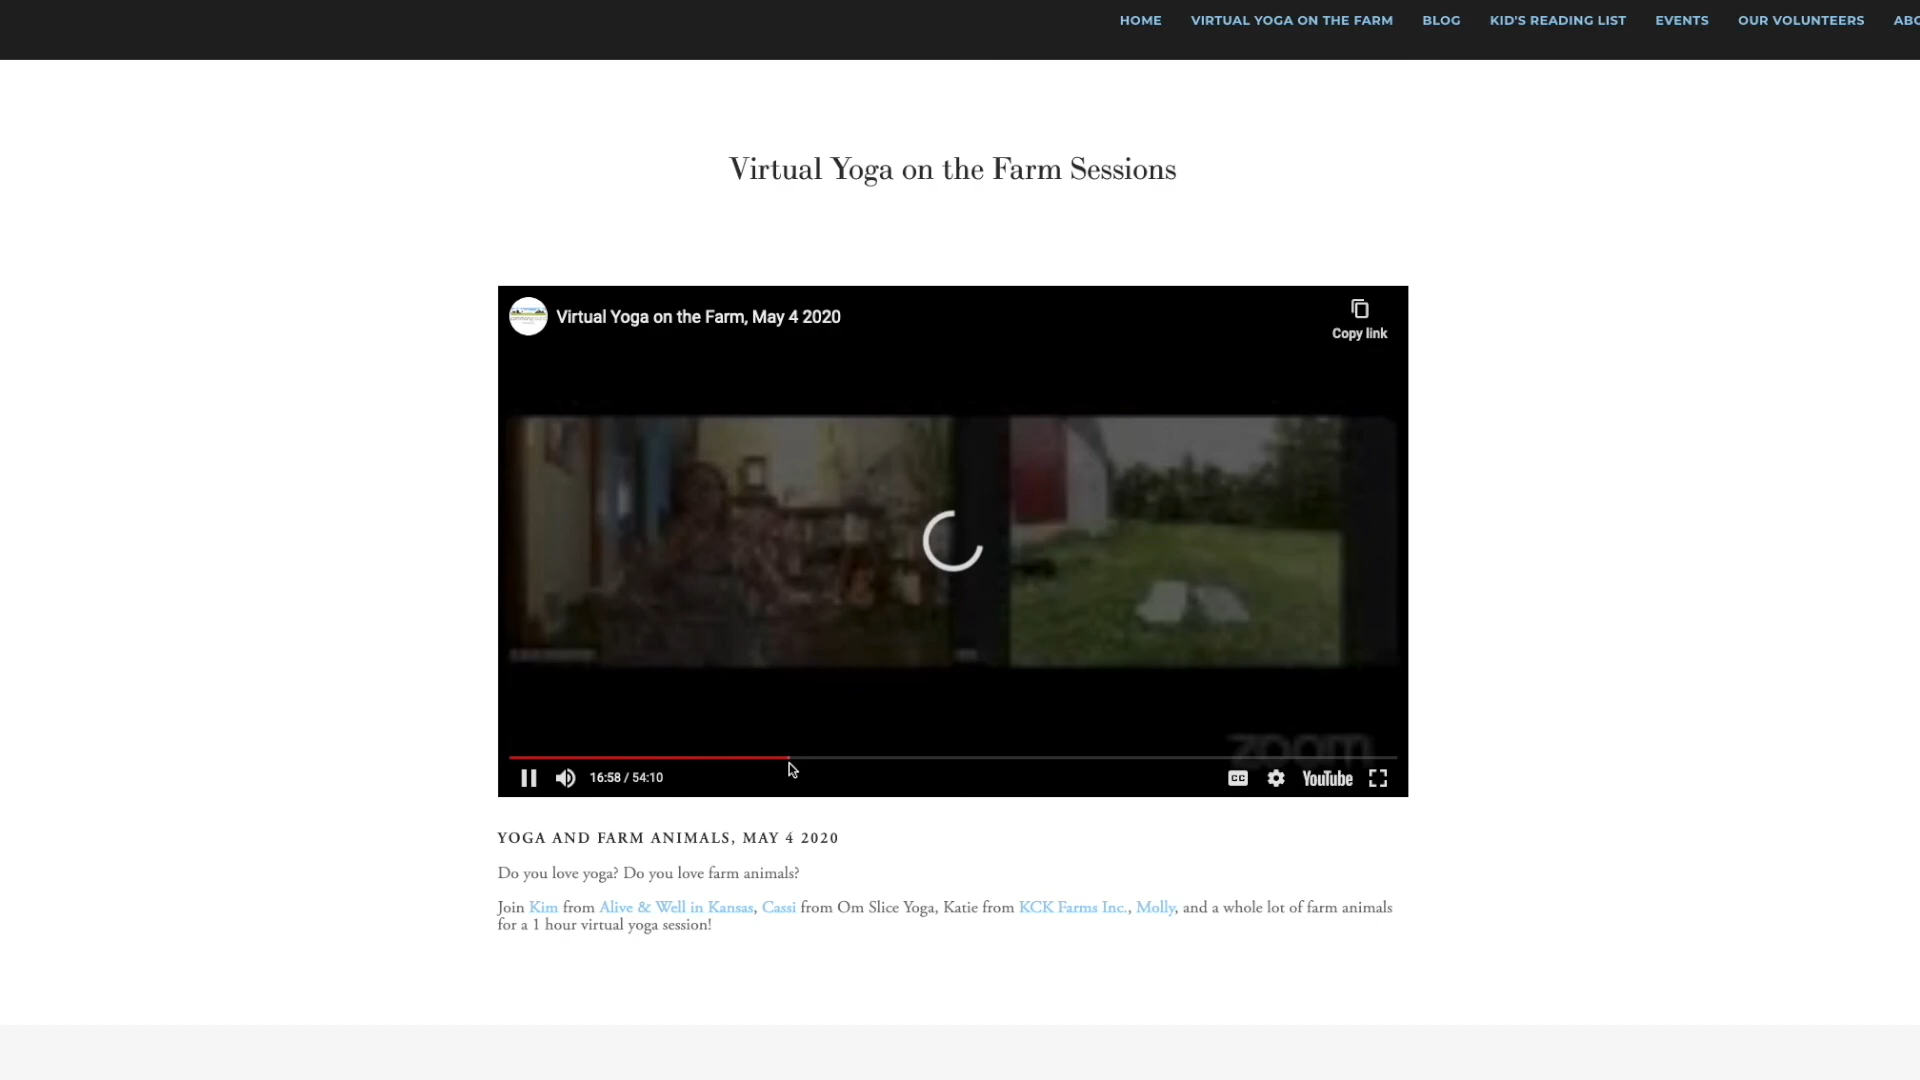 HOME VIRTUAL YOGA ON THE FARM BLOG KID'S READING LIST EVENTS OUR VOLUNTEERS
Virtual Yoga on the Farm Sessions
Virtual Yoga on the Farm, May 4 2020
Copy link
zoom
16:58 / 54:10
CC
YouTube
YOGA AND FARM ANIMALS, MAY 4 2020
Do you love yoga? Do you love farm animals?
Join Kim from Alive & Well in Kansas, Cassi from Om Slice Yoga, Katie from KCK Farms Inc., Molly, and a whole lot of farm animals
for a 1 hour virtual yoga session!